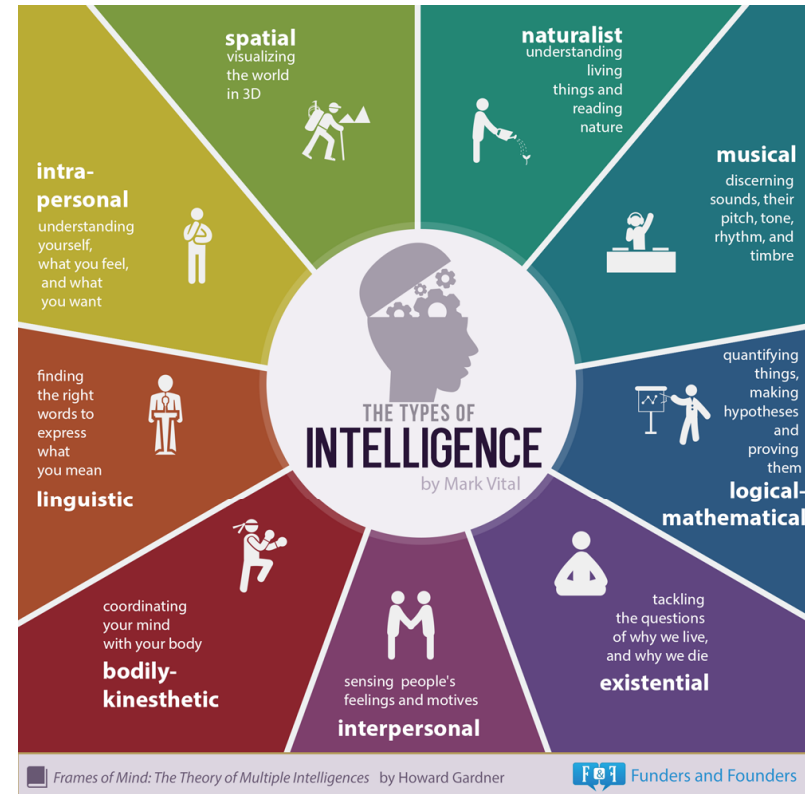 spatial
visualizing
the world
in 3D
naturalist
understanding
living
things and
reading
nature
musical
discerning
sounds, their
pitch, tone,
rhythm, and
timbre
quantifying
things,
making
hypotheses
and
proving
them
logical-
mathematical
tackling
the questions
of why we live,
and why we die
existential
sensing people's
feelings and motives
interpersonal
coordinating
your mind
with your body
bodily-
kinesthetic
finding
the right
words to
express
what
you mean
linguistic
intra-
personal
understanding
yourself,
what you feel,
and what
you want
THE TYPES OF
INTELLIGENCE
by Mark Vital
Frames of Mind: The Theory of Multiple Intelligences by Howard Gardner
F&F Funders and Founders